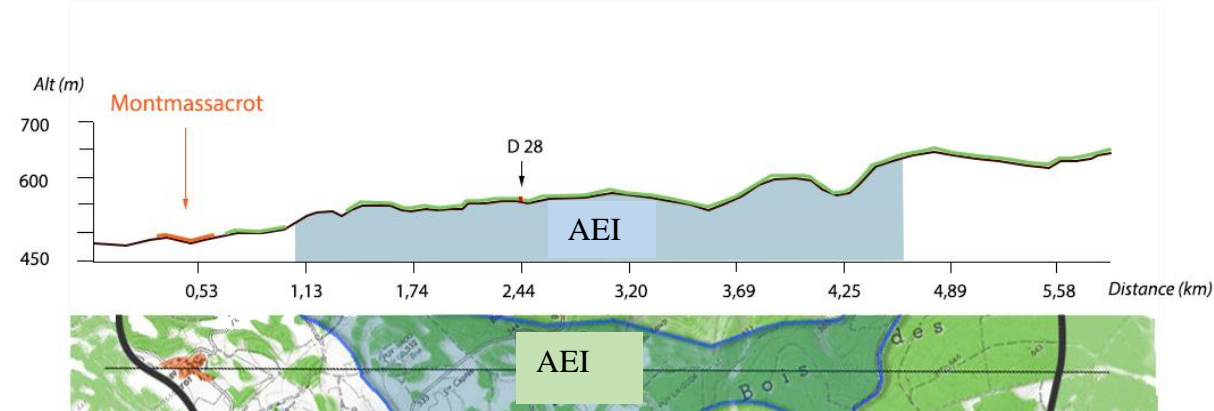 Alt (m)
Montmassacrot
700
D 28
600
AEI
450
0,53 1,13 1,74 2,44 3,20 3,69 4,25 4,89 5,58 Distance (km)
des
AEI
Bois